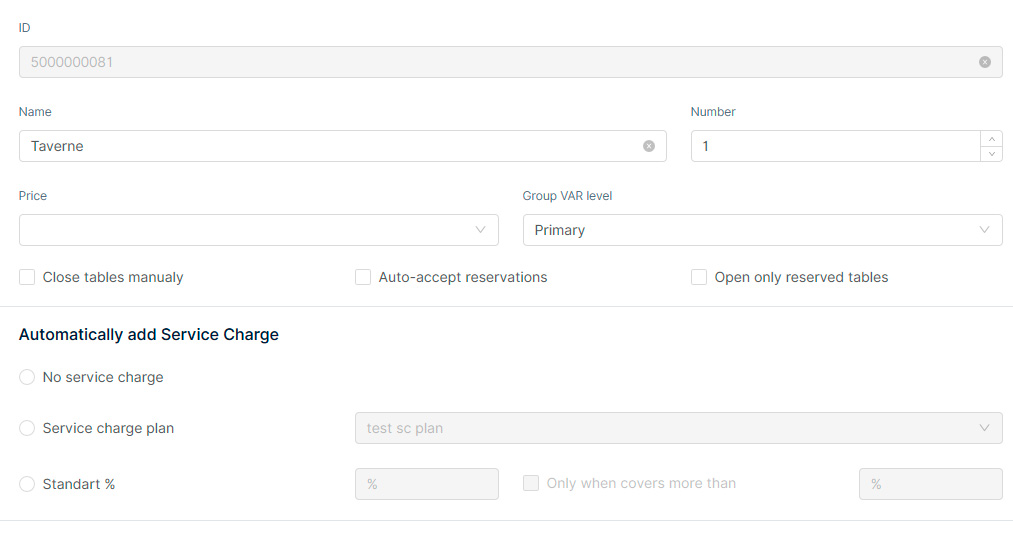 ID
5000000081
Name Number
Taverne 1
Price Group VAR level
Primary
Close tables manualy Auto-accept reservations Open only reserved tables
Automatically add Service Charge
No service charge
Service charge plan test sc plan
Standart % % Only when covers more than %